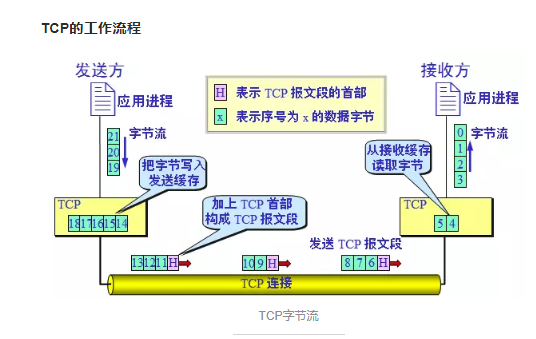 TCP的工作流程
发送方
接收方
H 表示 TCP 报文段的首部
x 表示序号为 x 的数据字节
应用进程
应用进程
21
20
19
字节流
0
1
2
3
字节流
把字节写入
发送缓存
从接收缓存
读取字节
TCP
18 17 16 15 14
加上 TCP 首部
构成 TCP 报文段
TCP
5 4
发送 TCP 报文段
13 12 11 H
10 9 H
8 7 6 H
TCP 连接
TCP字节流